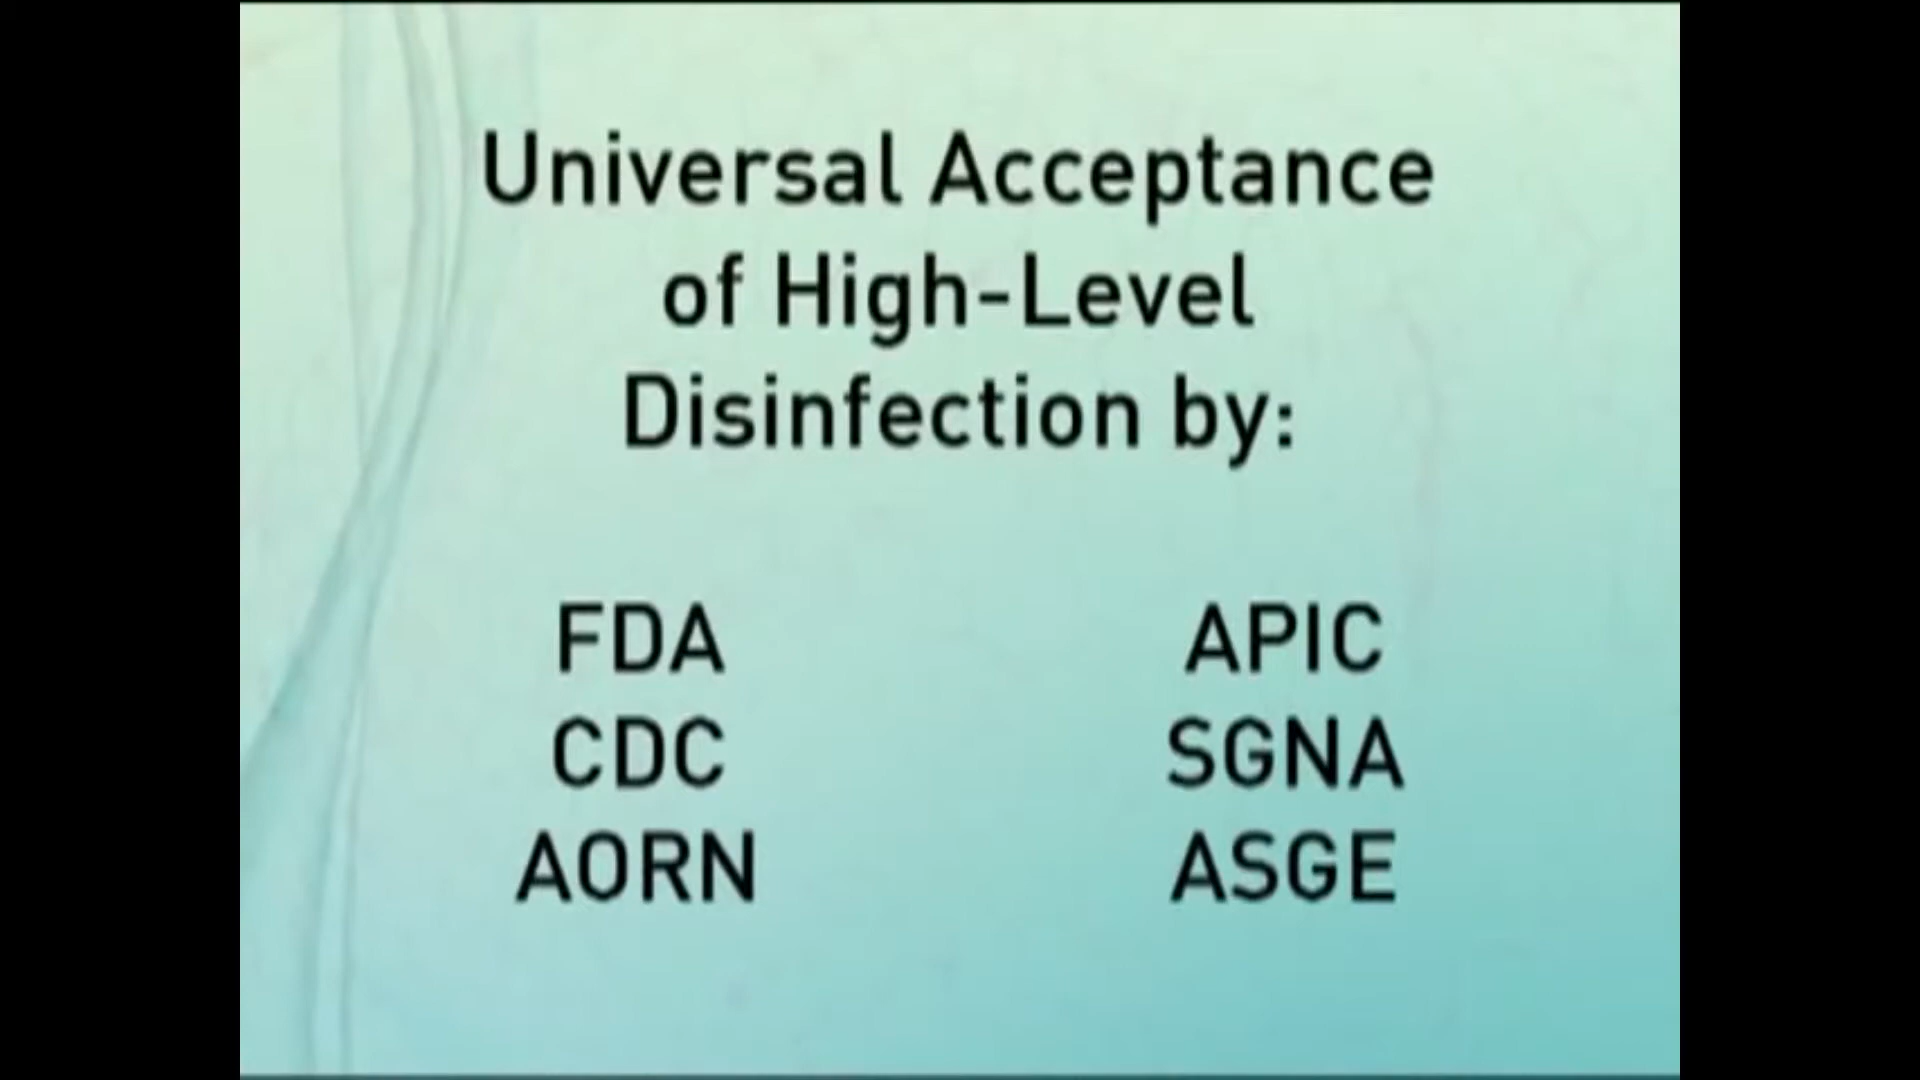 Universal Acceptance
of High-Level
Disinfection by:
FDA
CDC
AORN
APIC
SGNA
ASGE